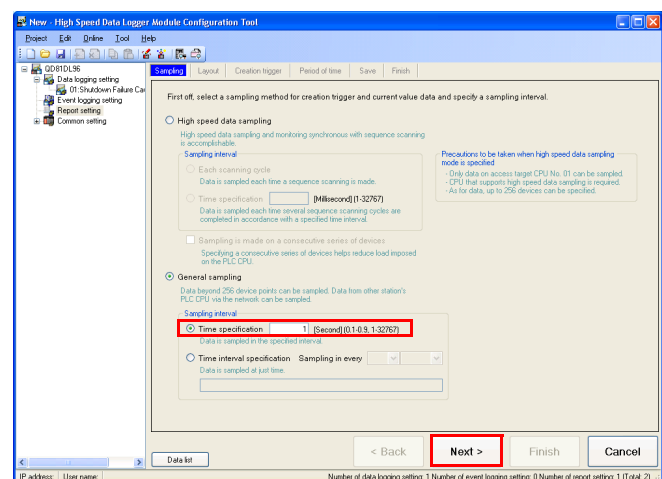 New - High Speed Data Logger Module Configuration Tool
Project Edit Online Tool Help
QD81DL96
Data logging setting
01:Shutdown Failure Cau
Event logging setting
Report setting
Common setting
Sampling Layout Creation trigger Period of time Save Finish
First off, select a sampling method for creation trigger and current value data and specify a sampling interval.
High speed data sampling
High speed data sampling and monitoring synchronous with sequence scanning
is accomplishable.
Sampling interval
Each scanning cycle
Data is sampled each time a sequence scanning is made.
Time specification [Millisecond] (1-32767)
Data is sampled each time several sequence scanning cycles are
completed in accordance with a specified time interval.
Sampling is made on a consecutive series of devices
Specifying a consecutive series of devices helps reduce load imposed
on the PLC CPU.
Precautions to be taken when high speed data sampling
mode is specified
- Only data on access target CPU No. 01 can be sampled.
- CPU that supports high speed data sampling is required.
- As for data, up to 256 devices can be specified.
General sampling
Data beyond 256 device points can be sampled. Data from other station's
PLC CPU via the network can be sampled.
Sampling interval
Time specification 1 [Second] (0.1-0.9, 1-32767)
Data is sampled in the specified interval.
Time interval specification Sampling in every
Data is sampled at just time.
Data list
< Back Next > Finish Cancel
IP address: User name: Number of data logging setting: 1 Number of event logging setting: 0 Number of report setting: 1 (Total: 2)